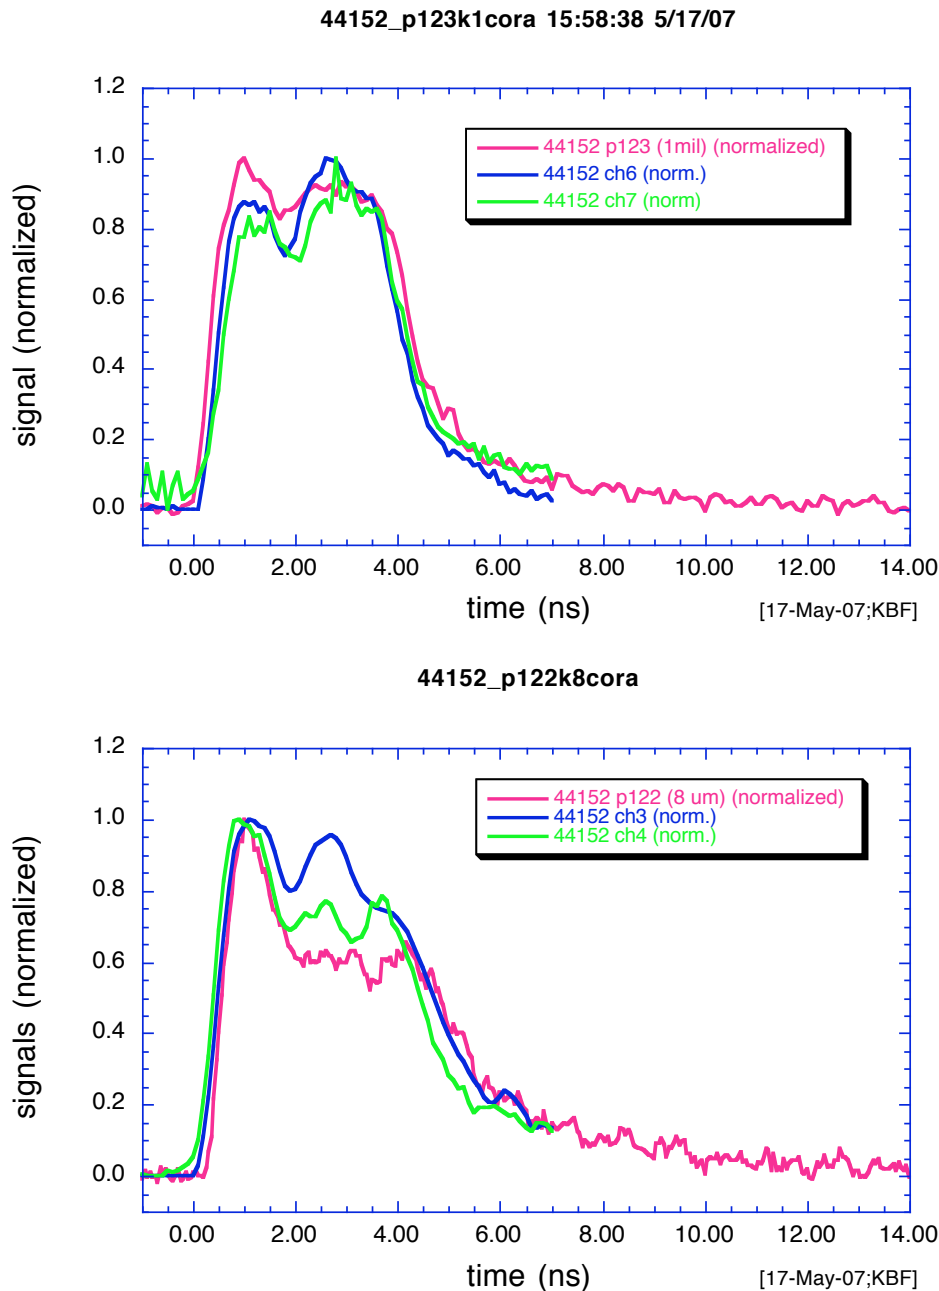 44152_p123k1cora 15:58:38 5/17/07
1.2
1.0
0.8
0.6
0.4
0.2
0.0
signal (normalized)
44152 p123 (1mil) (normalized)
44152 ch6 (norm.)
44152 ch7 (norm)
0.00 2.00 4.00 6.00 8.00 10.00 12.00 14.00
time (ns)
[17-May-07;KBF]
44152_p122k8cora
1.2
1.0
0.8
0.6
0.4
0.2
0.0
signals (normalized)
44152 p122 (8 um) (normalized)
44152 ch3 (norm.)
44152 ch4 (norm.)
0.00 2.00 4.00 6.00 8.00 10.00 12.00 14.00
time (ns)
[17-May-07;KBF]